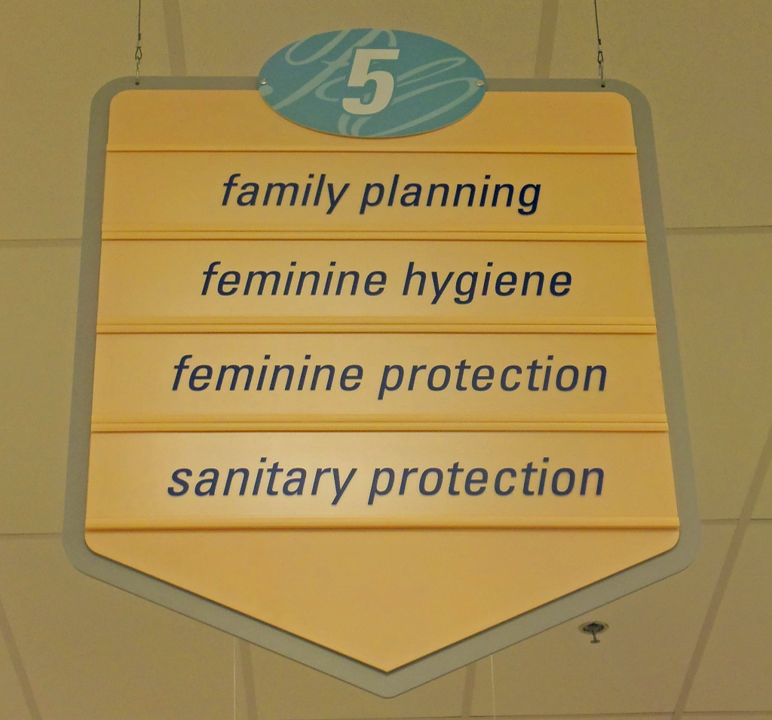 5
family planning
feminine hygiene
feminine protection
sanitary protection